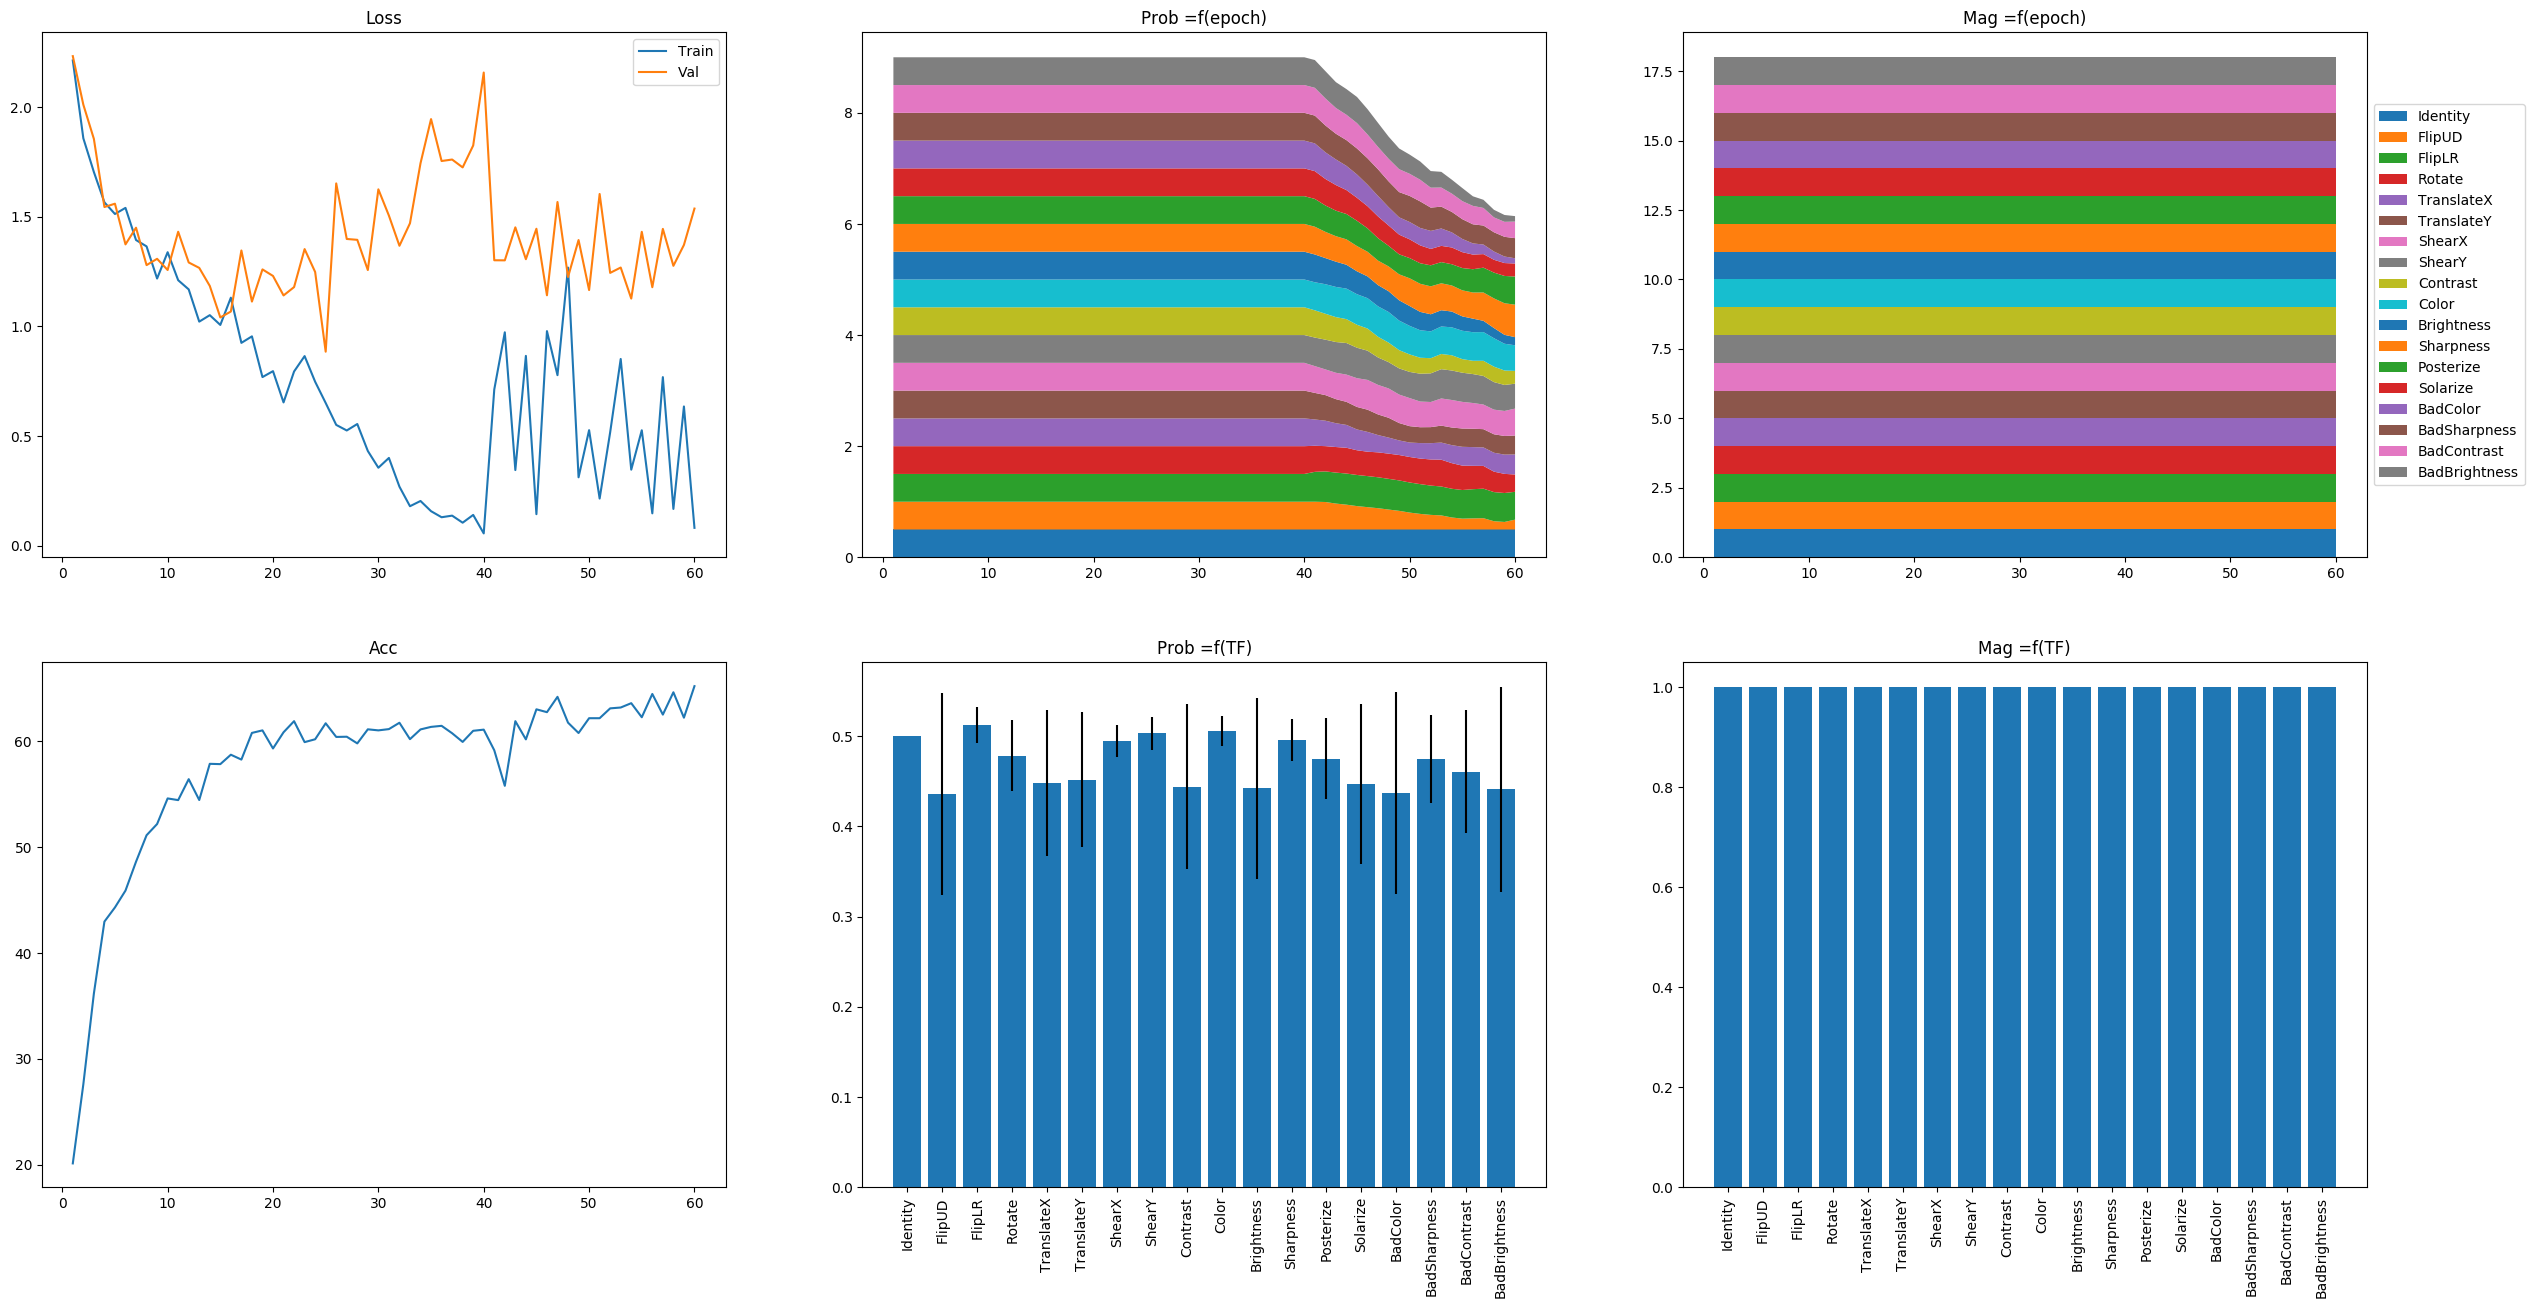 Loss
Train
Val
2.0
1.5
1.0
0.5
0.0
0 10 20 30 40 50 60
Prob =f(epoch)
8
6
4
2
0
0 10 20 30 40 50 60
Mag =f(epoch)
17.5
15.0
12.5
10.0
7.5
5.0
2.5
0.0
0 10 20 30 40 50 60
Identity
FlipUD
FlipLR
Rotate
TranslateX
TranslateY
ShearX
ShearY
Contrast
Color
Brightness
Sharpness
Posterize
Solarize
BadColor
BadSharpness
BadContrast
BadBrightness
Acc
60
50
40
30
20
0 10 20 30 40 50 60
Prob =f(TF)
0.5
0.4
0.3
0.2
0.1
0.0
Identity
FlipUD
FlipLR
Rotate
TranslateX
TranslateY
ShearX
ShearY
Contrast
Color
Brightness
Sharpness
Posterize
Solarize
BadColor
BadSharpness
BadContrast
BadBrightness
Mag =f(TF)
1.0
0.8
0.6
0.4
0.2
0.0
Identity
FlipUD
FlipLR
Rotate
TranslateX
TranslateY
ShearX
ShearY
Contrast
Color
Brightness
Sharpness
Posterize
Solarize
BadColor
BadSharpness
BadContrast
BadBrightness